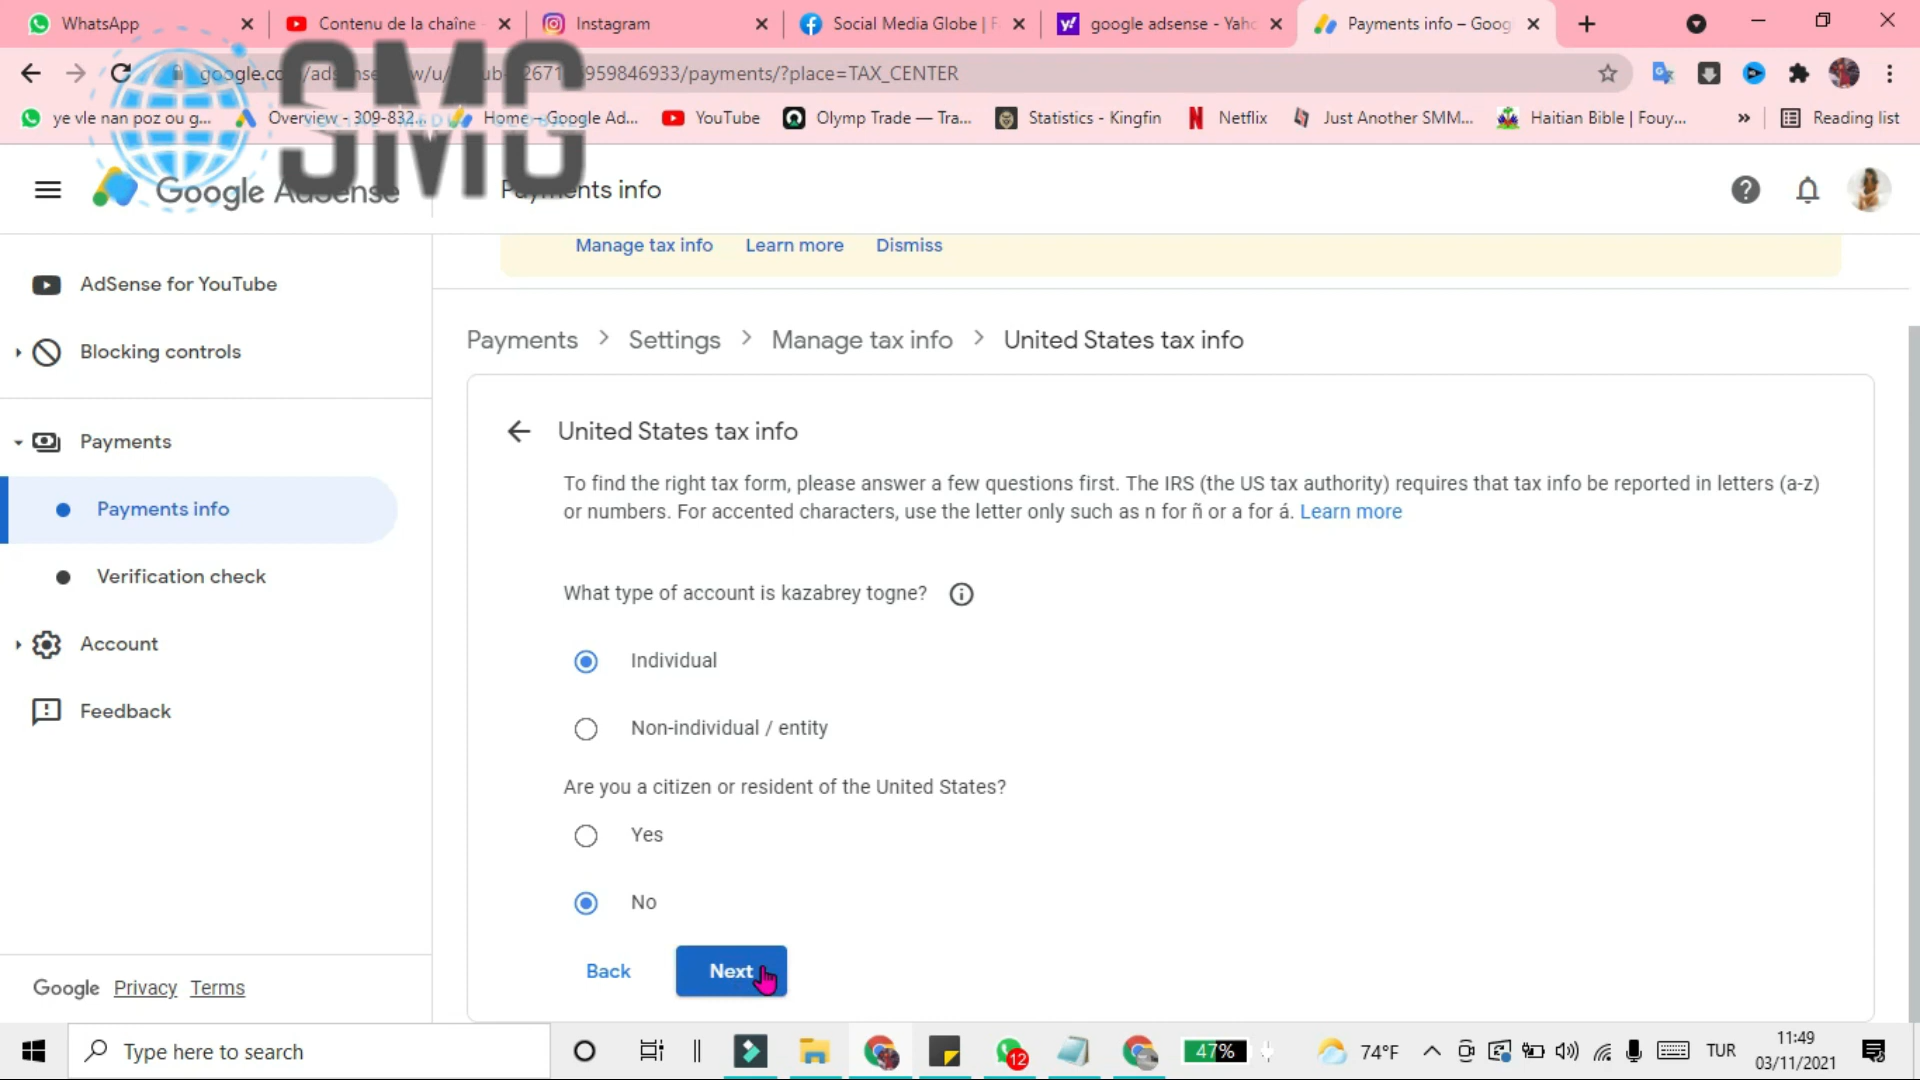 WhatsApp
Contenu de la chaîne
Instagram
Social Media Globe | F
google adsense - Yaho
Payments info – Goog
959846933/payments/?place=TAX_CENTER
ye vle nan poz ou g...
Overview - 309-832...
Home - Google Ad...
YouTube
Olymp Trade — Tra...
Statistics - Kingfin
Netflix
Just Another SMM...
Haitian Bible | Fouy...
»
Reading list
SMG
Google AdSense
Payments info
Manage tax info
Learn more
Dismiss
AdSense for YouTube
Blocking controls
Payments
Payments info
Verification check
Account
Feedback
Google Privacy Terms
Payments > Settings > Manage tax info > United States tax info
United States tax info
To find the right tax form, please answer a few questions first. The IRS (the US tax authority) requires that tax info be reported in letters (a-z)
or numbers. For accented characters, use the letter only such as n for ñ or a for á. Learn more
What type of account is kazabrey togne?
Individual
Non-individual / entity
Are you a citizen or resident of the United States?
Yes
No
Back
Next
Type here to search
12
47%
74°F
TUR
11:49
03/11/2021